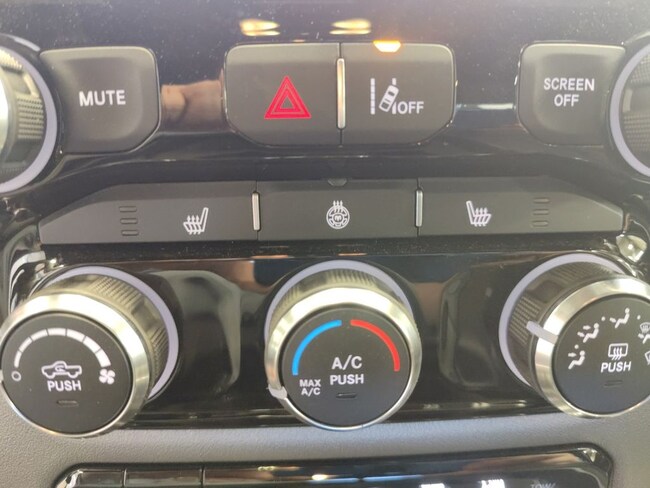 MUTE
OFF
SCREEN
OFF
PUSH
A/C
PUSH
MAX
A/C
PUSH